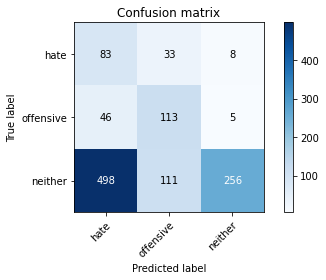 Confusion matrix
hate 83 33 8 400
offensive 46 113 5 300
neither 498 111 256 200
100
hate offensive neither
True label
Predicted label